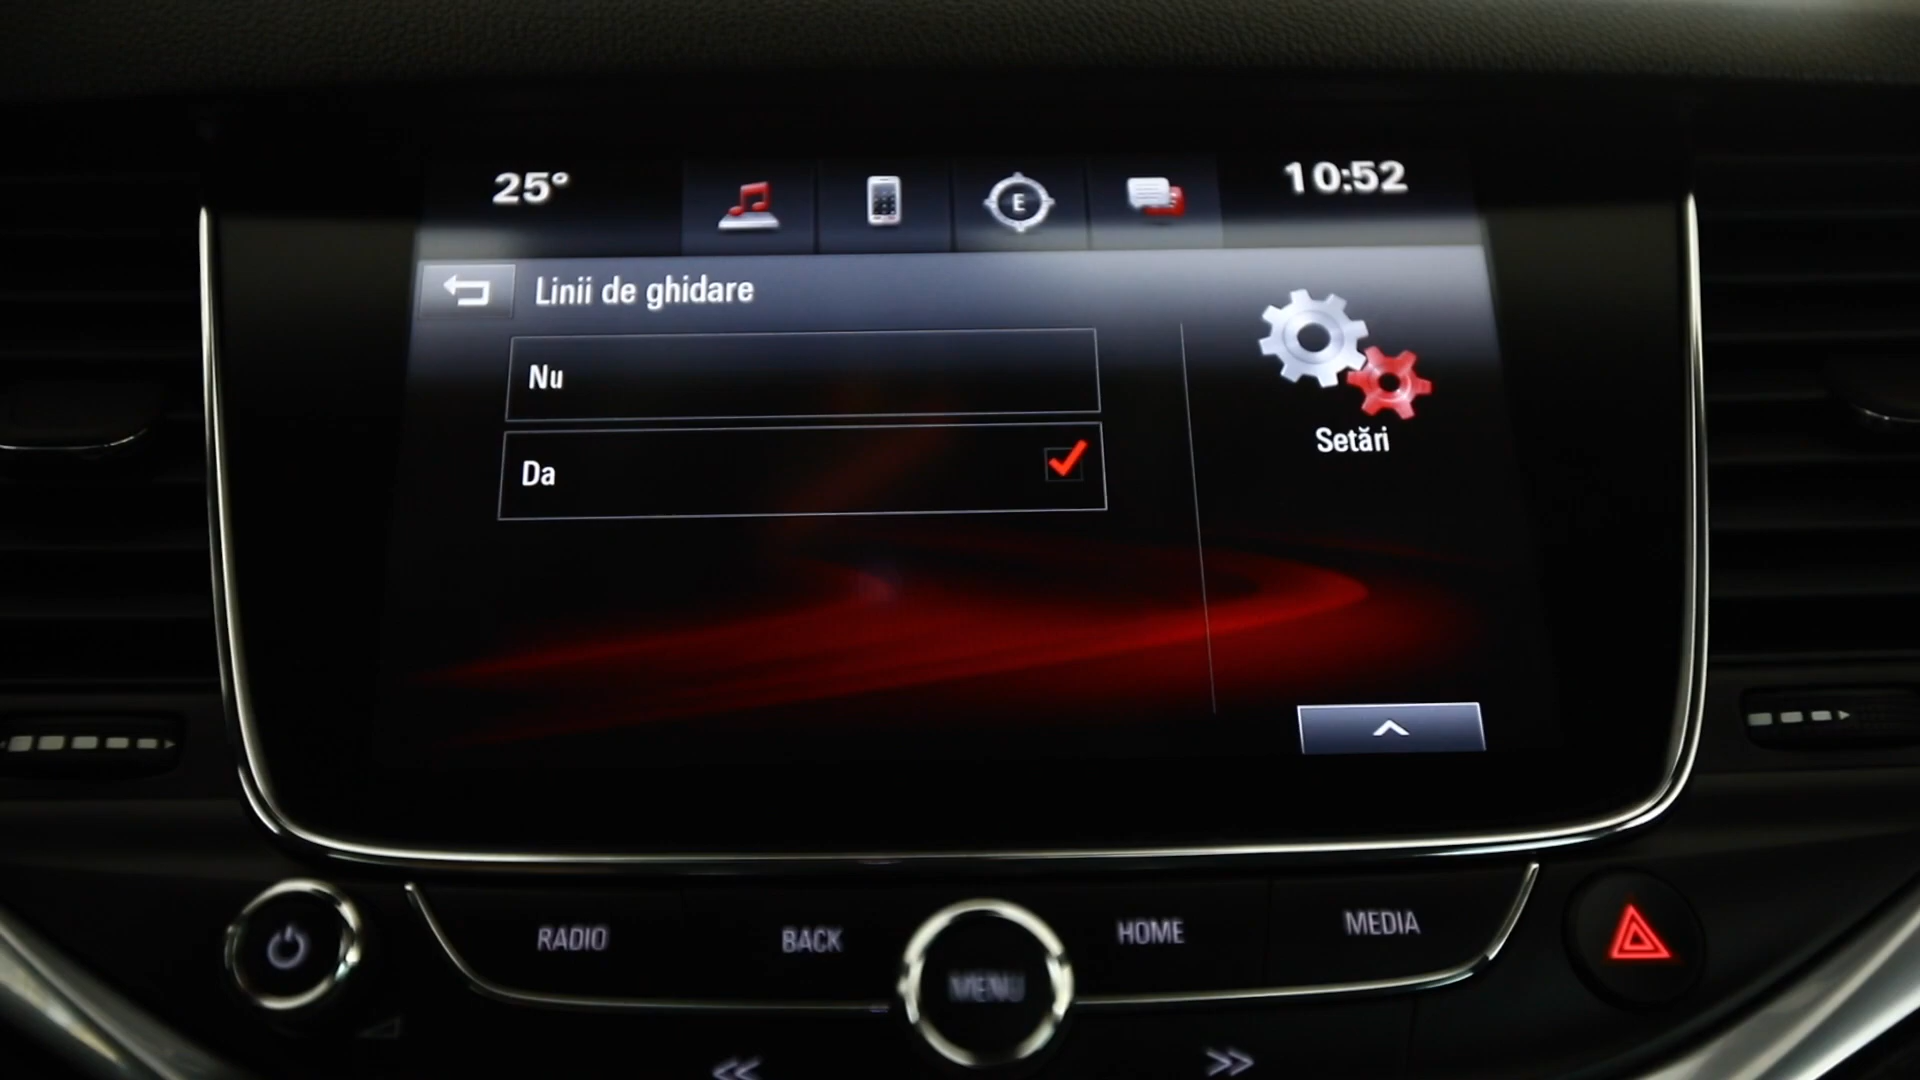 25°
E
10:52
Linii de ghidare
Nu
Da
Setări
RADIO
BACK
MENU
HOME
MEDIA